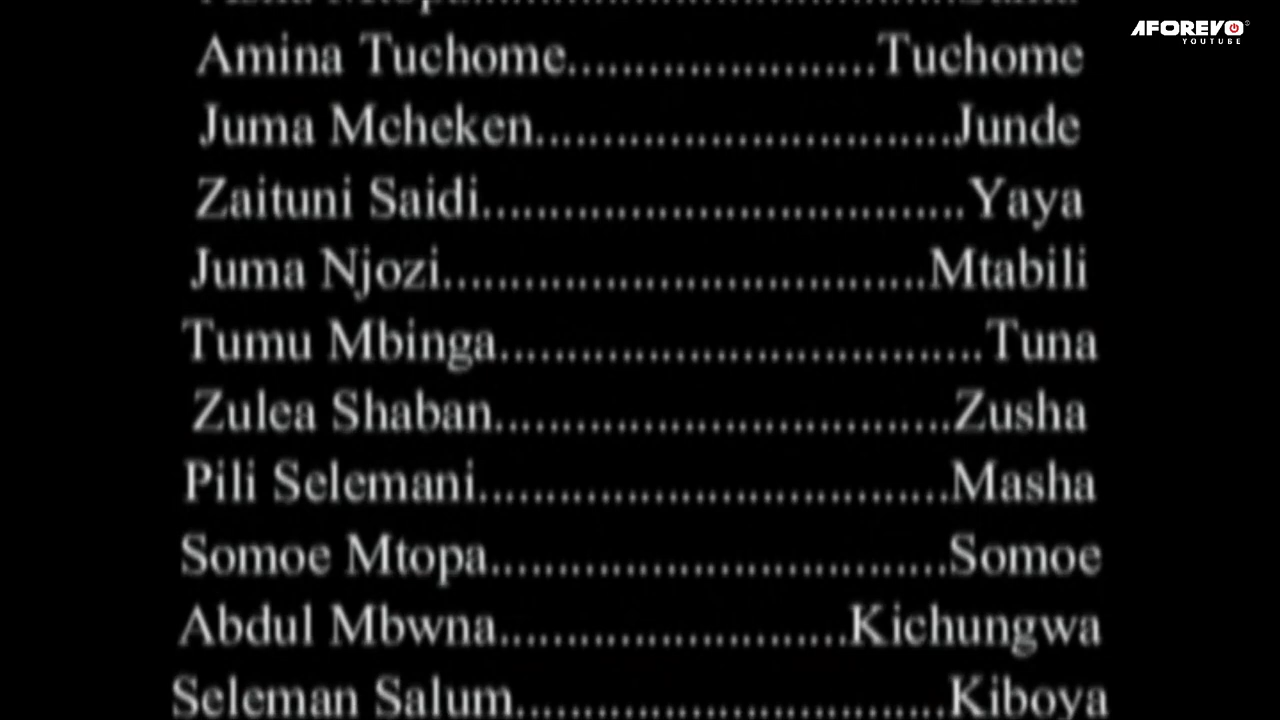 AFOREVO
YOUTUBE
Amina Tuchome.......................Tuchome
Juma Mcheken...............................Junde
Zaituni Saidi....................................Yaya
Juma Njozi....................................Mtabili
Tumu Mbinga....................................Tuna
Zulea Shaban..................................Zusha
Pili Selemani...................................Masha
Somoe Mtopa..................................Somoe
Abdul Mbwna..........................Kichungwa
Seleman Salum................................Kiboya